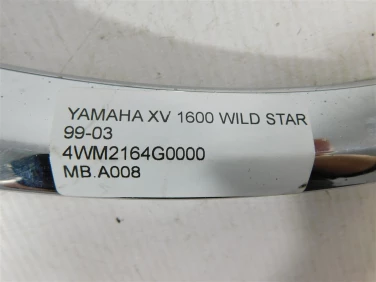 YAMAHA XV 1600 WILD STAR
99-03
4WM2164G0000
MB.A008